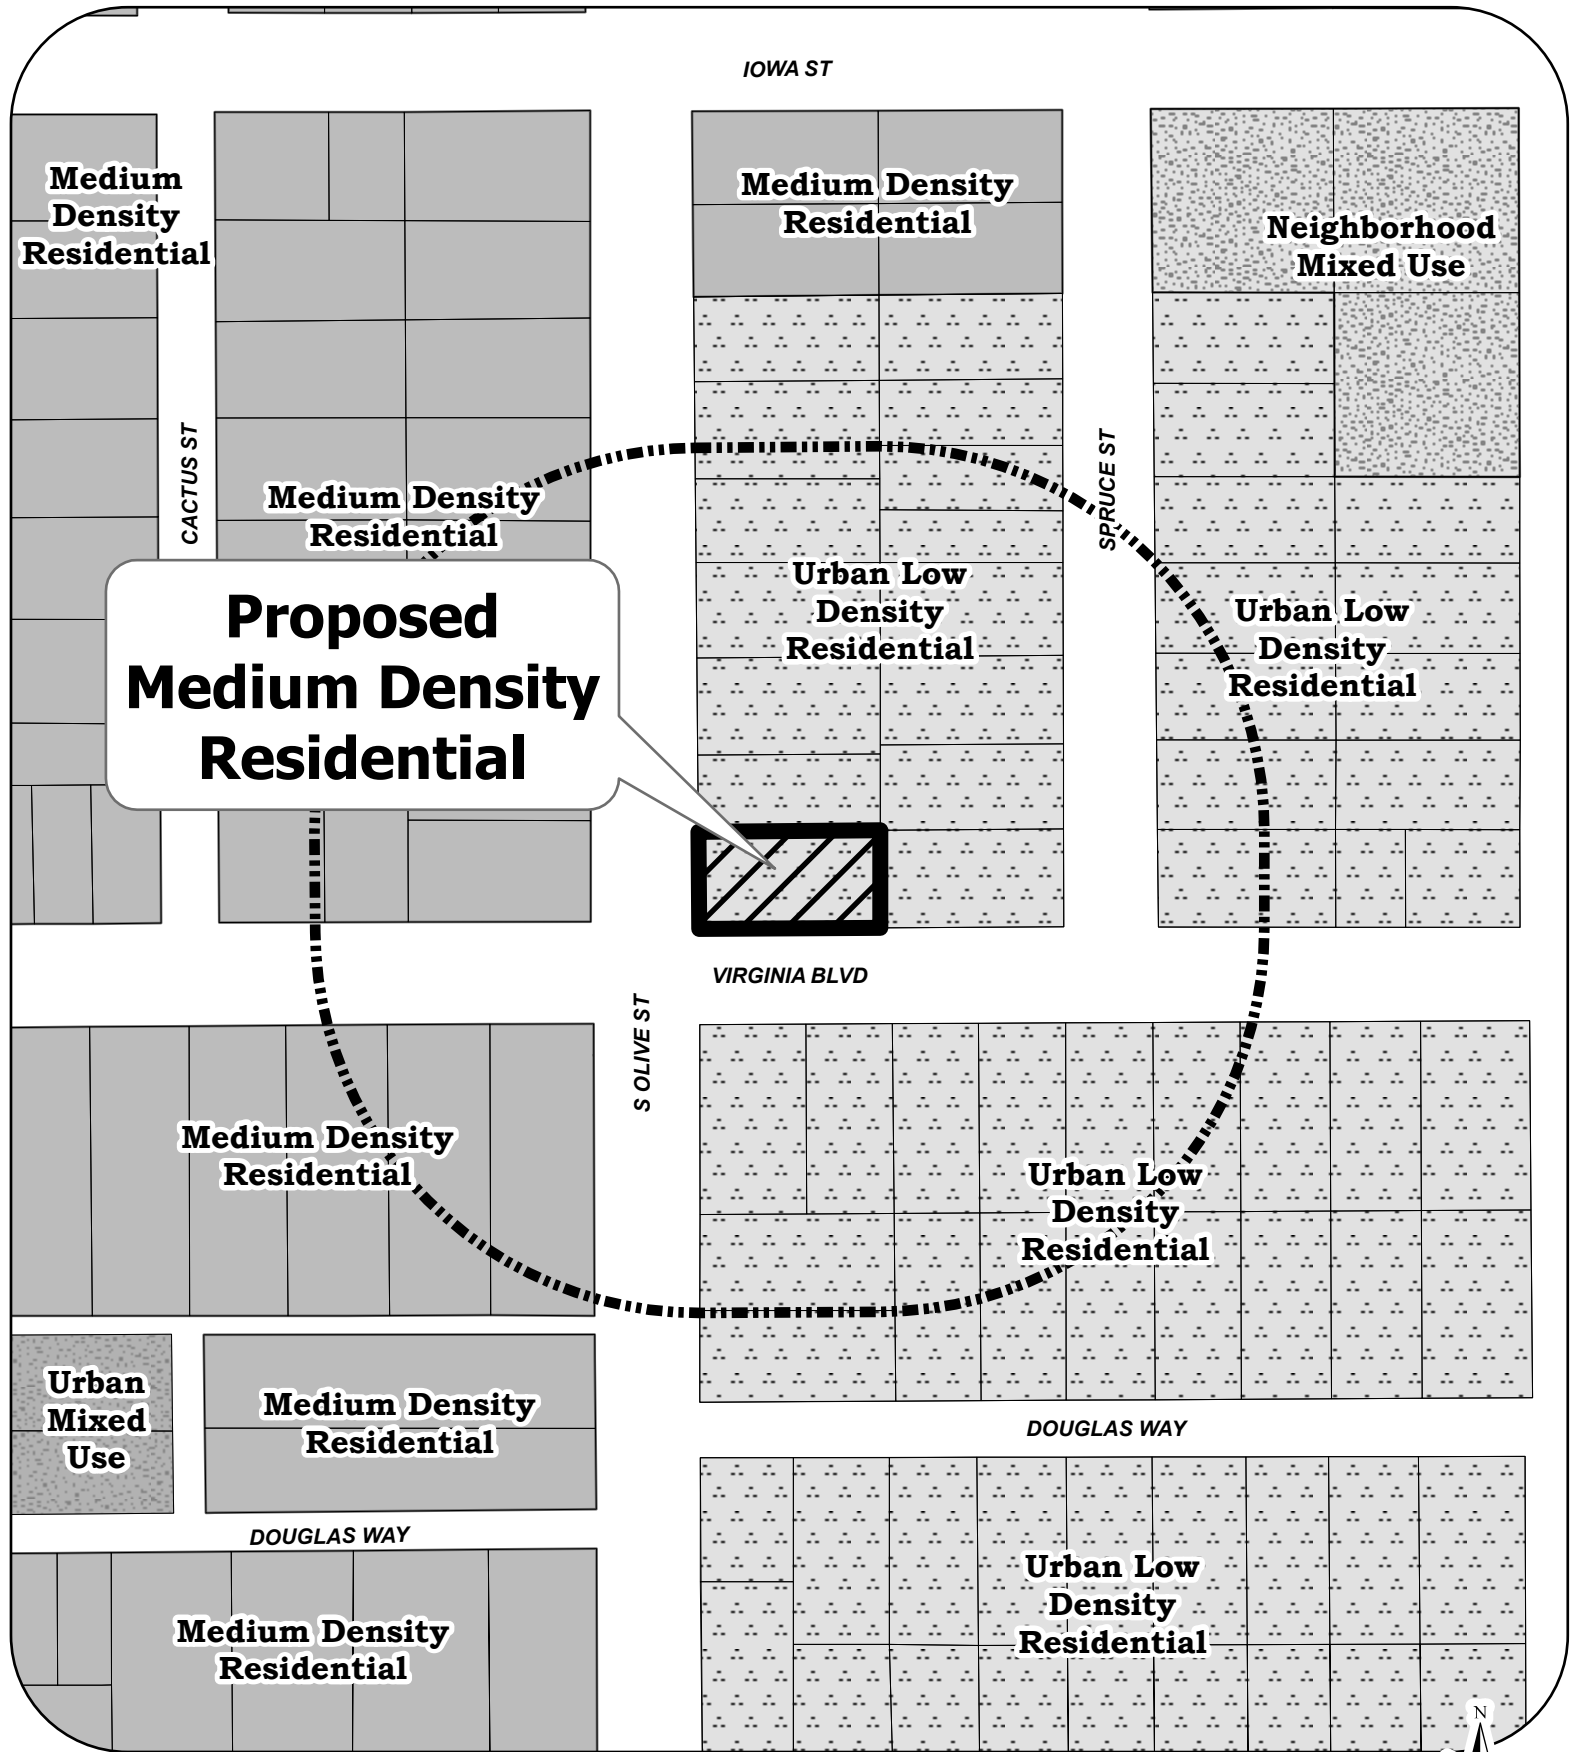 IOWA ST
Medium
Density
Residential
Medium Density
Residential
Neighborhood
Mixed Use
CACTUS ST
SPRUCE ST
Medium Density
Residential
Urban Low
Density
Residential
Urban Low
Density
Residential
Proposed
Medium Density
Residential
VIRGINIA BLVD
S OLIVE ST
Medium Density
Residential
Urban Low
Density
Residential
Urban
Mixed
Use
Medium Density
Residential
DOUGLAS WAY
DOUGLAS WAY
Medium Density
Residential
Urban Low
Density
Residential
N